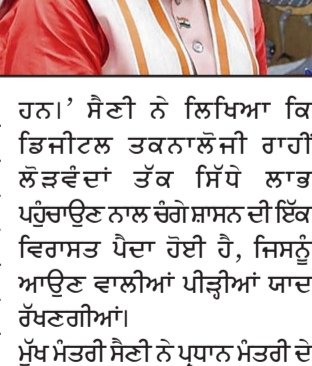 ਹਨ।’ ਸੈਣੀ ਨੇ ਲਿਖਿਆ ਕਿ
ਡਿਜੀਟਲ ਤਕਨਾਲੋਜੀ ਰਾਹੀਂ
ਲੋੜਵੰਦਾਂ ਤੱਕ ਸਿੱਧੇ ਲਾਭ
ਪਹੁੰਚਾਉਣ ਨਾਲ ਚੰਗੇ ਸ਼ਾਸਨ ਦੀ ਇੱਕ
ਵਿਰਾਸਤ ਪੈਦਾ ਹੋਈ ਹੈ, ਜਿਸਨੂੰ
ਆਉਣ ਵਾਲੀਆਂ ਪੀੜ੍ਹੀਆਂ ਯਾਦ
ਰੱਖਣਗੀਆਂ।
ਮੁੱਖ ਮੰਤਰੀ ਸੈਣੀ ਨੇ ਪ੍ਰਧਾਨ ਮੰਤਰੀ ਦੇ